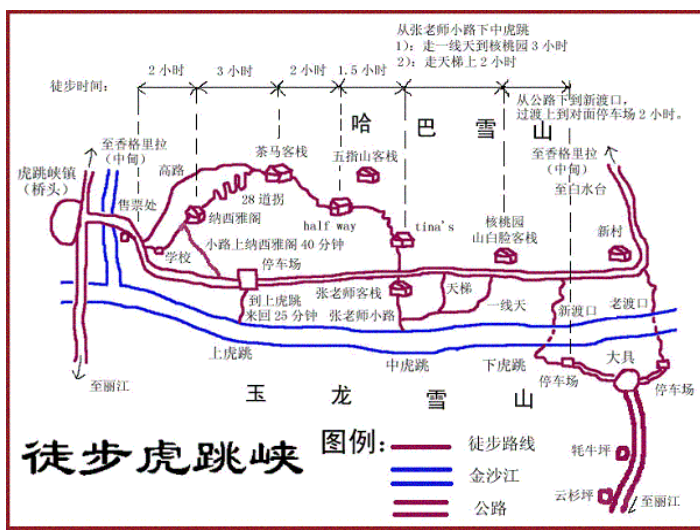 从张老师小路下中虎跳
1): 走一线天到核桃园 3 小时
2): 走天梯上 2 小时
徒步时间:
2 小时
3 小时
2 小时
1.5 小时
从公路下到新渡口,
过渡上到对面停车场 2 小时。
哈巴雪山
至香格里拉
(中甸)
虎跳峡镇
(桥头)
高路
茶马客栈
五指山客栈
至香格里拉
(中甸)
至白水台
售票处
28 道拐
纳西雅阁
half way
tina's
核桃园
山白脸客栈
新村
学校
小路上纳西雅阁 40 分钟
停车场
到上虎跳
来回 25 分钟
张老师客栈
张老师小路
天梯
一线天
新渡口
老渡口
上虎跳
中虎跳
下虎跳
大具
停车场
停车场
至丽江
玉龙雪山
徒步虎跳峡
图例:
徒步路线
金沙江
公路
牦牛坪
云杉坪
至丽江